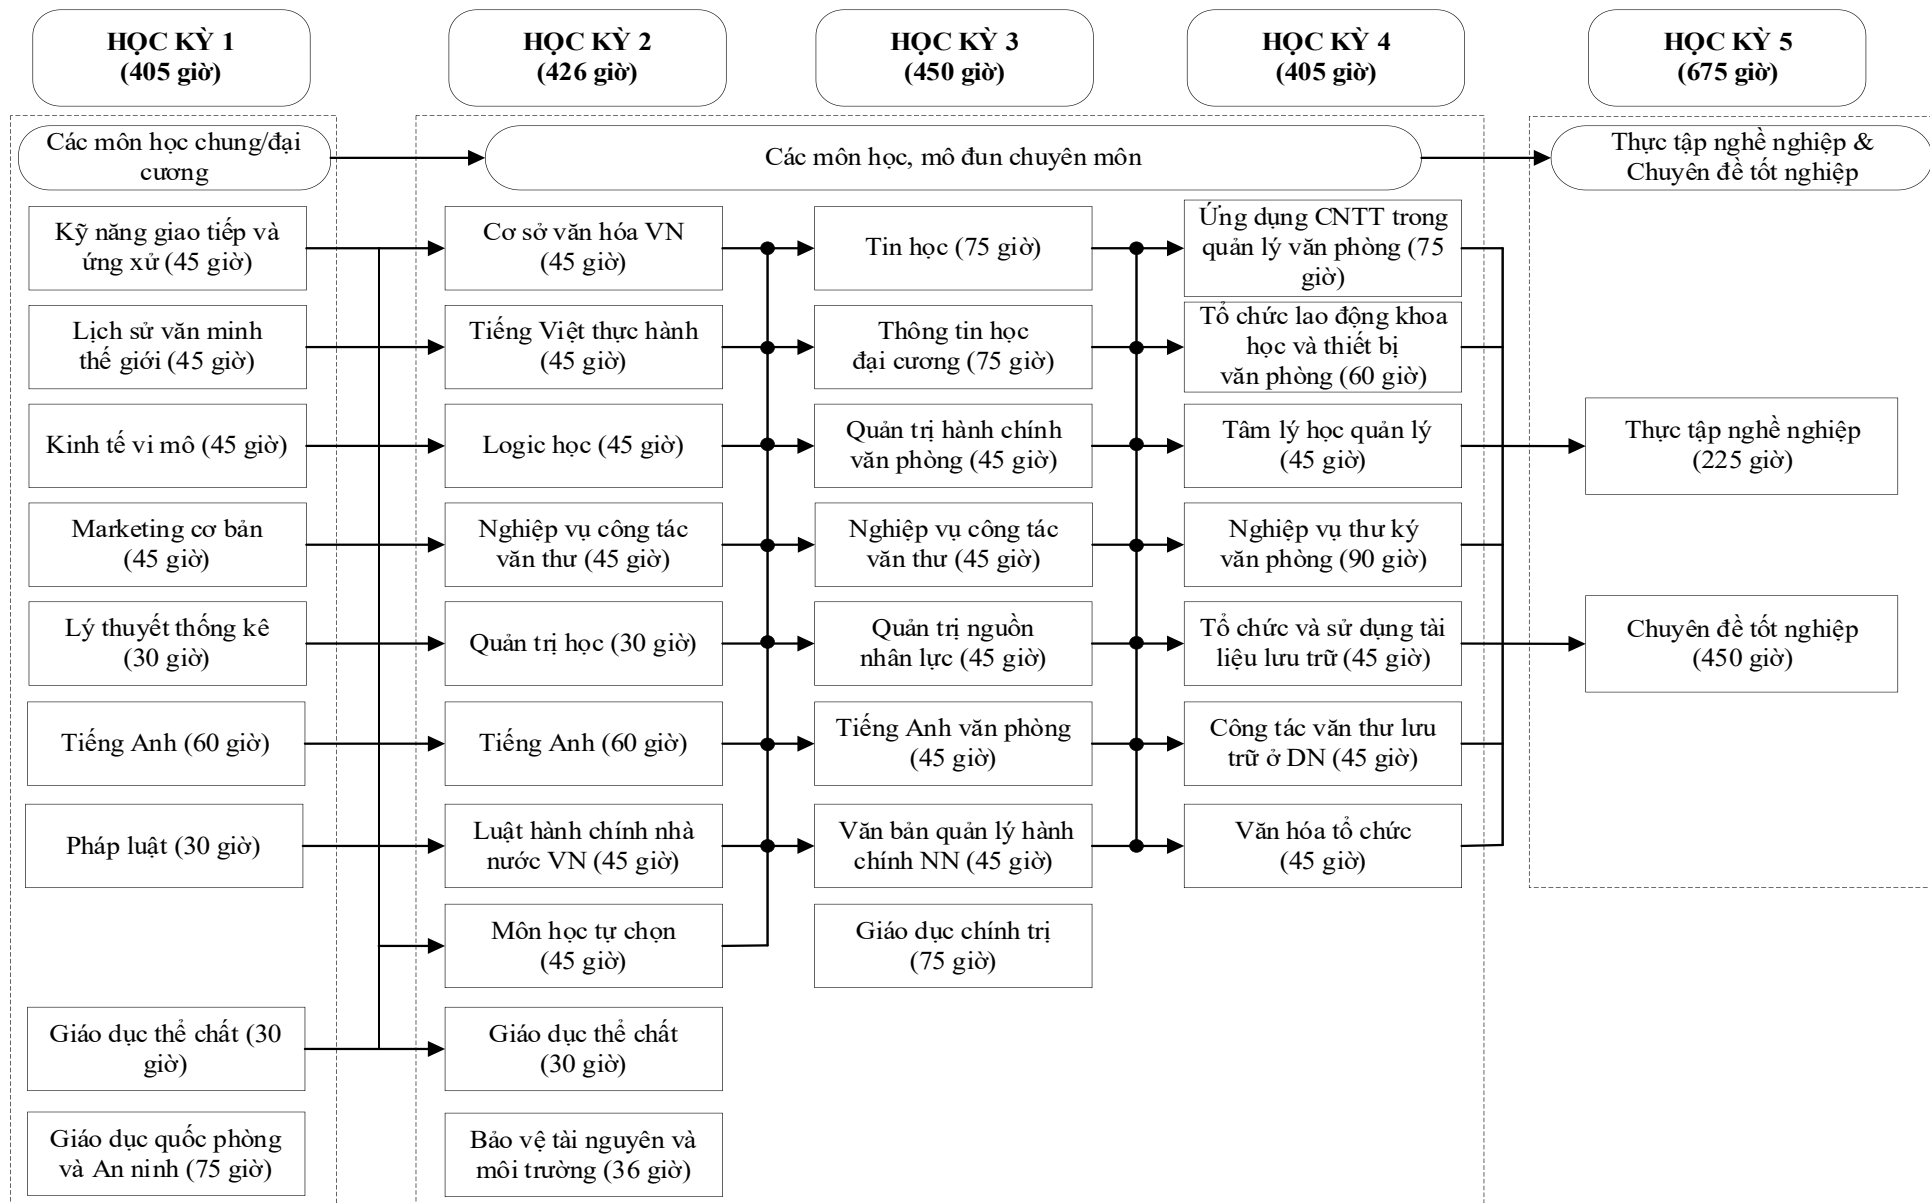 HỌC KỲ 1
(405 giờ)
HỌC KỲ 2
(426 giờ)
HỌC KỲ 3
(450 giờ)
HỌC KỲ 4
(405 giờ)
HỌC KỲ 5
(675 giờ)
Các môn học chung/đại
cương
Các môn học, mô đun chuyên môn
Thực tập nghề nghiệp &
Chuyên đề tốt nghiệp
Kỹ năng giao tiếp và
ứng xử (45 giờ)
Cơ sở văn hóa VN
(45 giờ)
Tin học (75 giờ)
Ứng dụng CNTT trong
quản lý văn phòng (75
giờ)
Lịch sử văn minh
thế giới (45 giờ)
Tiếng Việt thực hành
(45 giờ)
Thông tin học
đại cương (75 giờ)
Tổ chức lao động khoa
học và thiết bị
văn phòng (60 giờ)
Kinh tế vi mô (45 giờ)
Logic học (45 giờ)
Quản trị hành chính
văn phòng (45 giờ)
Tâm lý học quản lý
(45 giờ)
Thực tập nghề nghiệp
(225 giờ)
Marketing cơ bản
(45 giờ)
Nghiệp vụ công tác
văn thư (45 giờ)
Nghiệp vụ công tác
văn thư (45 giờ)
Nghiệp vụ thư ký
văn phòng (90 giờ)
Lý thuyết thống kê
(30 giờ)
Quản trị học (30 giờ)
Quản trị nguồn
nhân lực (45 giờ)
Tổ chức và sử dụng tài
liệu lưu trữ (45 giờ)
Chuyên đề tốt nghiệp
(450 giờ)
Tiếng Anh (60 giờ)
Tiếng Anh (60 giờ)
Tiếng Anh văn phòng
(45 giờ)
Công tác văn thư lưu
trữ ở DN (45 giờ)
Pháp luật (30 giờ)
Luật hành chính nhà
nước VN (45 giờ)
Văn bản quản lý hành
chính NN (45 giờ)
Văn hóa tổ chức
(45 giờ)
Môn học tự chọn
(45 giờ)
Giáo dục chính trị
(75 giờ)
Giáo dục thể chất (30
giờ)
Giáo dục thể chất
(30 giờ)
Giáo dục quốc phòng
và An ninh (75 giờ)
Bảo vệ tài nguyên và
môi trường (36 giờ)